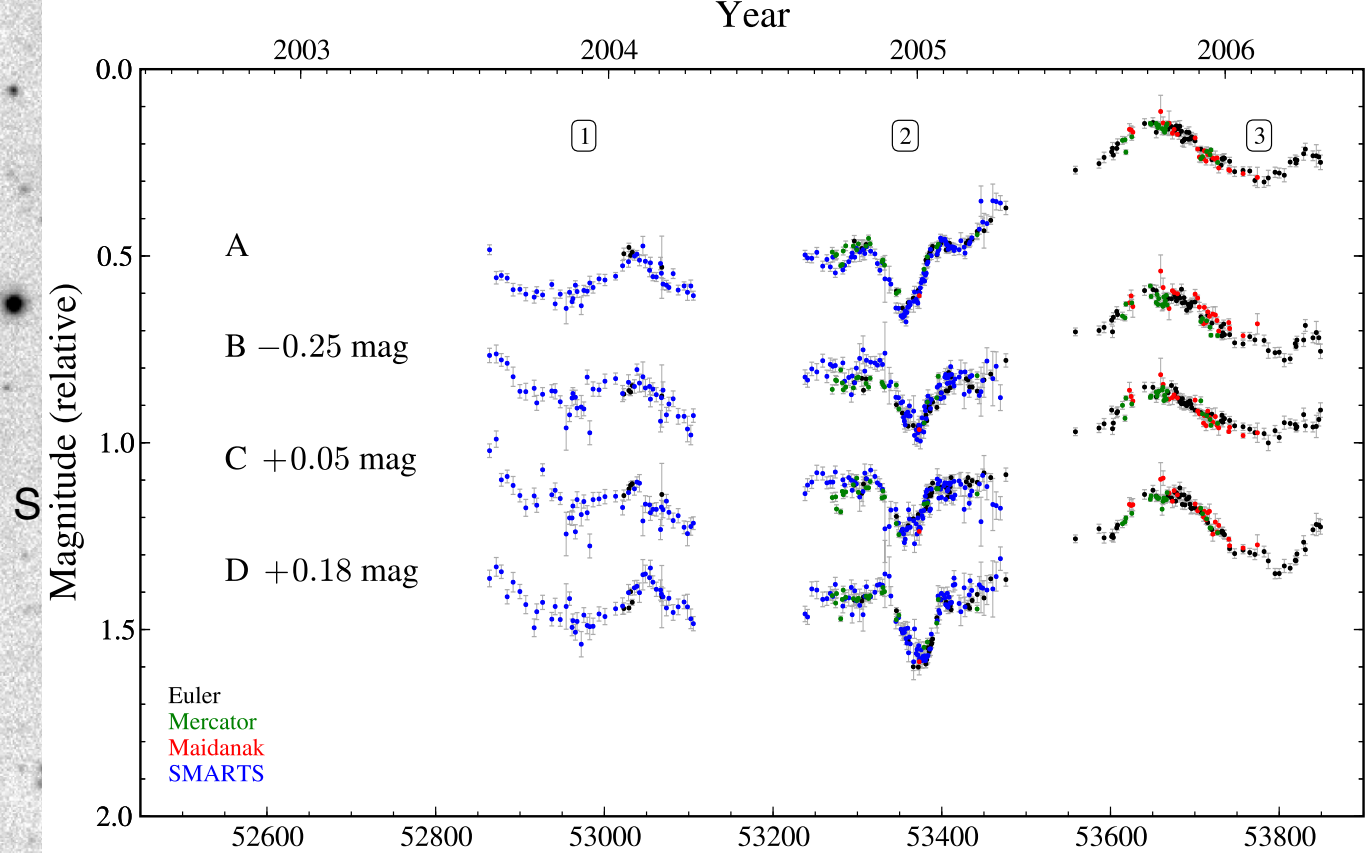 Year
2003 2004 2005 2006
0.0
1 2 3
A
0.5
B −0.25 mag
1.0
C +0.05 mag
S
D +0.18 mag
1.5
Magnitude (relative)
Euler
Mercator
Maidanak
SMARTS
2.0
52600 52800 53000 53200 53400 53600 53800